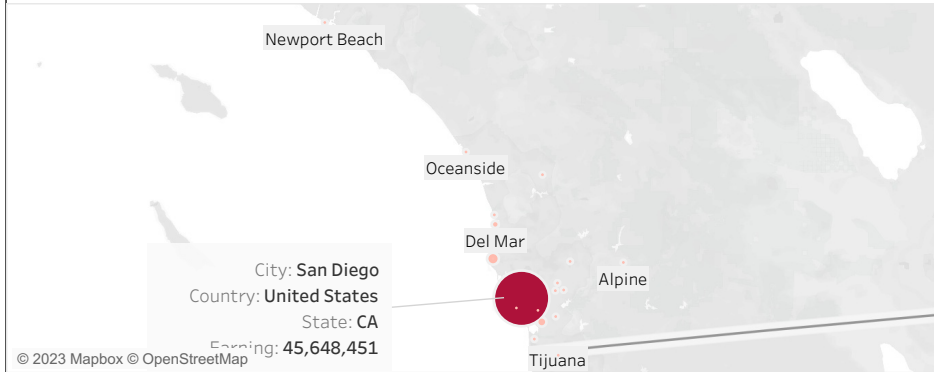 Newport Beach
Oceanside
Del Mar
Alpine
City: San Diego
Country: United States
State: CA
Earning: 45,648,451
© 2023 Mapbox © OpenStreetMap
Tijuana